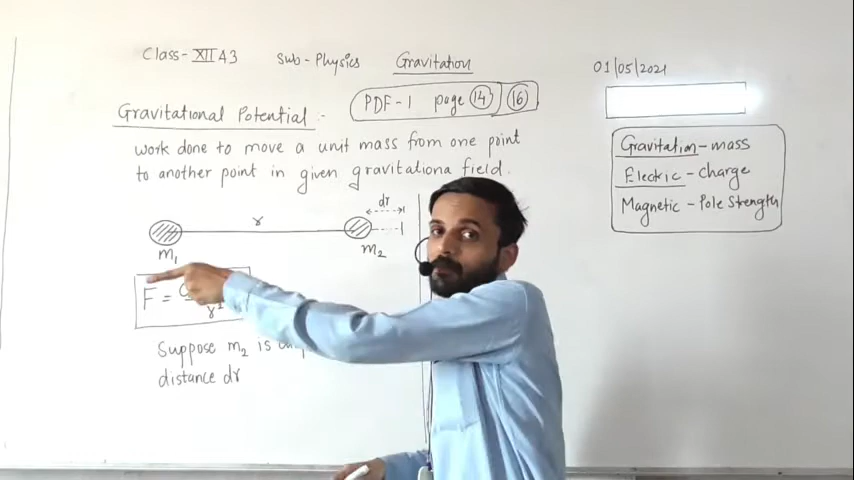 Class-XII A3 Sub-Physics Gravitation
01/05/2021
PDF-1 page 14 16
Gravitational Potential :-
work done to move a unit mass from one point
to another point in given gravitationa field.
dr
r
m1 m2
F =
r2
Suppose m2 is
distance dr
Gravitation - mass
Electric - charge
Magnetic - Pole Strength